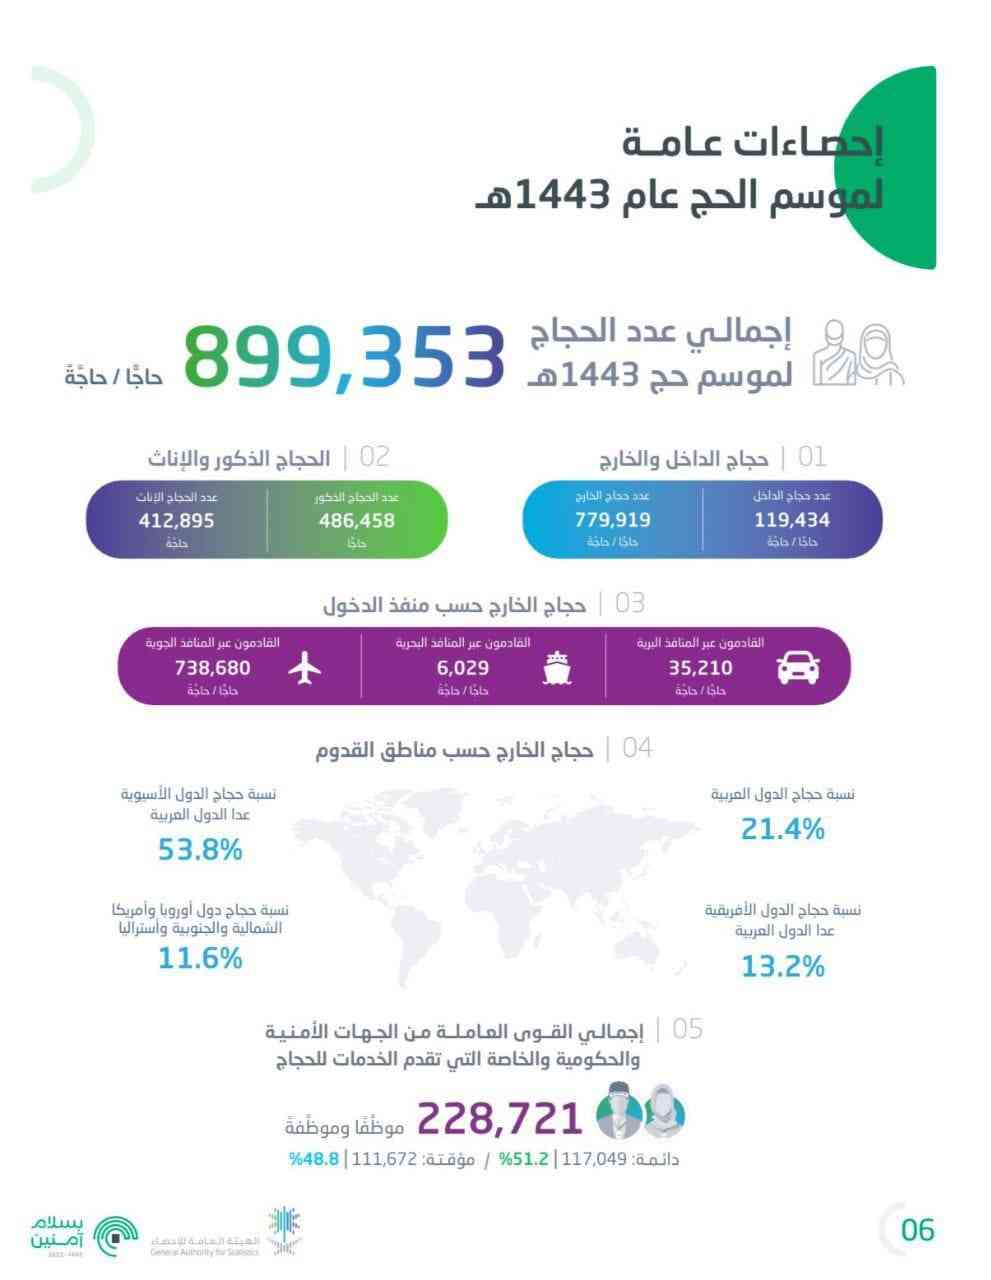 إحصاءات عامة
لموسم الحج عام 1443هـ
إجمالي عدد الحجاج
لموسم حج 1443هـ
899,353
حاجًّا / حاجَّةً
01 | حجاج الداخل والخارج
عدد حجاج الداخل
119,434
حاجًا / حاجَةً
عدد حجاج الخارج
779,919
حاجًا / حاجَةً
02 | الحجاج الذكور والإناث
عدد الحجاج الذكور
486,458
حاجًا
عدد الحجاج الإناث
412,895
حاجَةً
03 | حجاج الخارج حسب منفذ الدخول
القادمون عبر المنافذ البرية
35,210
حاجًا / حاجَةً
القادمون عبر المنافذ البحرية
6,029
حاجًا / حاجَةً
القادمون عبر المنافذ الجوية
738,680
حاجًا / حاجَةً
04 | حجاج الخارج حسب مناطق القدوم
نسبة حجاج الدول العربية
21.4%
نسبة حجاج الدول الأسيوية
عدا الدول العربية
53.8%
نسبة حجاج الدول الأفريقية
عدا الدول العربية
13.2%
نسبة حجاج دول أوروبا وأمريكا
الشمالية والجنوبية وأستراليا
11.6%
05 | إجمالي القوى العاملة من الجهات الأمنية
والحكومية والخاصة التي تقدم الخدمات للحجاج
228,721
موظَّفًا وموظَّفةً
دائمة: 117,049 | 51.2% / مؤقتة: 111,672 | 48.8%
06
الهيئة العامة للإحصاء
General Authority for Statistics
بسلام
آمنين